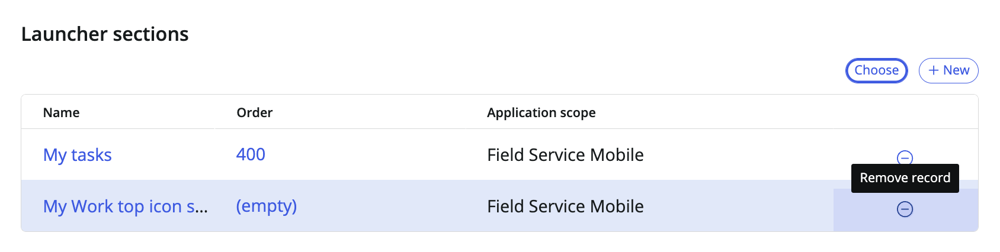 Launcher sections
Choose
+ New
Name Order Application scope
My tasks 400 Field Service Mobile
Remove record
My Work top icon s... (empty) Field Service Mobile